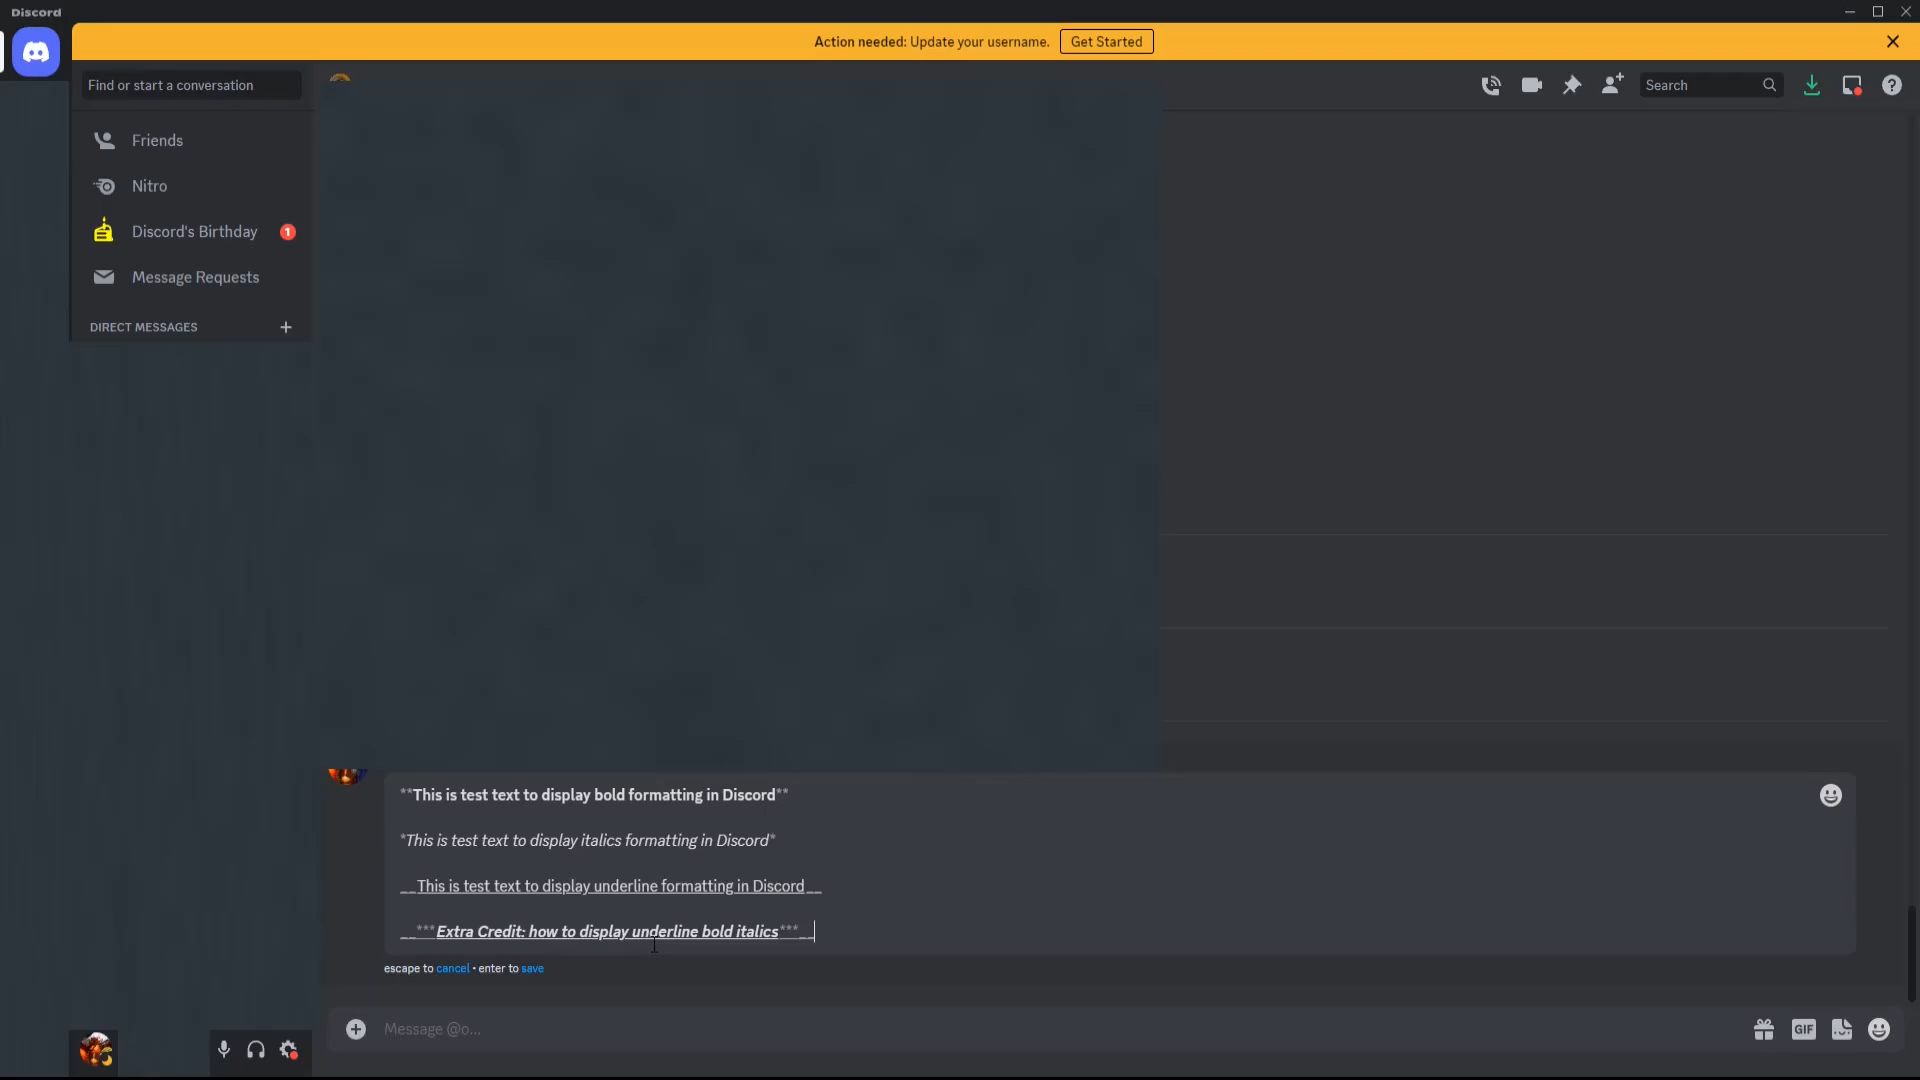 Discord
Action needed: Update your username. Get Started
Find or start a conversation
Search
Friends
Nitro
Discord's Birthday 1
Message Requests
DIRECT MESSAGES
**This is test text to display bold formatting in Discord**
*This is test text to display italics formatting in Discord*
__This is test text to display underline formatting in Discord__
__***Extra Credit: how to display underline bold italics***__
escape to cancel • enter to save
Message @o...
GIF